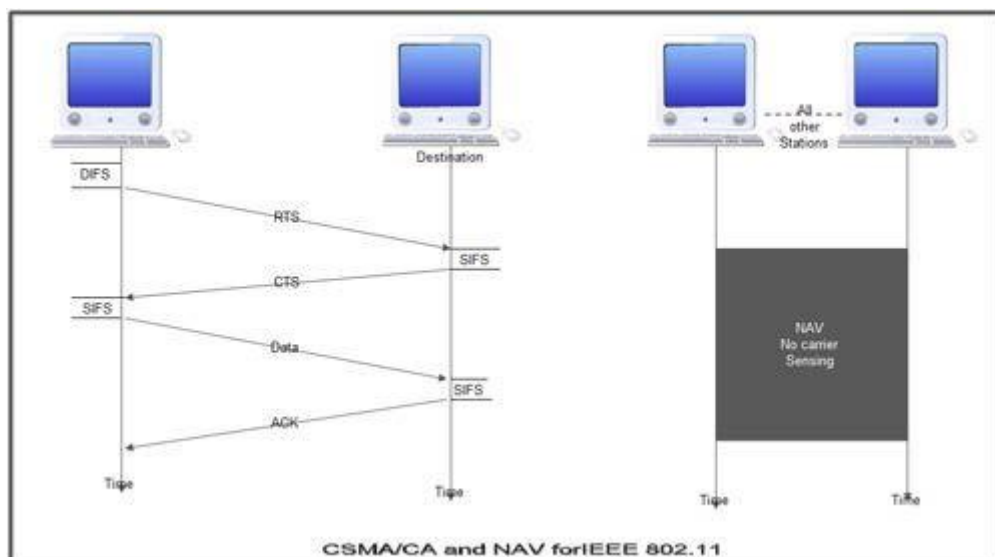 All
other
Stations
Destination
DIFS
RTS
SIFS
CTS
SIFS
Data
SIFS
ACK
NAV
No carrier
Sensing
Time
Time
Time
Time
CSMA/CA and NAV forIEEE 802.11